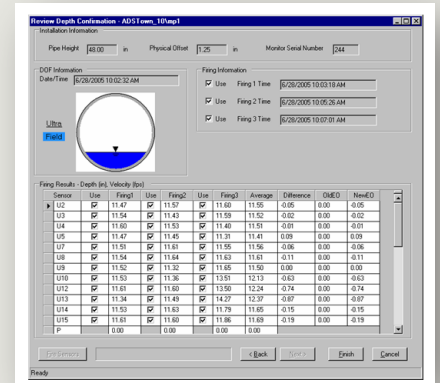 Review Depth Confirmation - ADSTown_10\mp1
Installation Information
Pipe Height 48.00 in Physical Offset 1.25 in Monitor Serial Number 244
DOF Information
Date/Time 6/28/2005 10:02:32 AM
Ultra
Field
Firing Information
Use Firing 1 Time 6/28/2005 10:03:18 AM
Use Firing 2 Time 6/28/2005 10:05:26 AM
Use Firing 3 Time 6/28/2005 10:07:01 AM
Firing Results - Depth (in), Velocity (fps)
Sensor Use Firing1 Use Firing2 Use Firing3 Average Difference OldEO NewEO
U2 11.47 11.57 11.60 11.55 -0.05 0.00 -0.05
U3 11.54 11.43 11.59 11.52 -0.02 0.00 -0.02
U4 11.60 11.53 11.40 11.51 -0.01 0.00 -0.01
U5 11.47 11.45 11.31 11.41 0.09 0.00 0.09
U7 11.51 11.61 11.55 11.56 -0.06 0.00 -0.06
U8 11.54 11.64 11.63 11.61 -0.11 0.00 -0.11
U9 11.52 11.32 11.65 11.50 0.00 0.00 0.00
U10 11.53 11.36 13.51 12.13 -0.63 0.00 -0.63
U12 11.61 11.60 13.50 12.24 -0.74 0.00 -0.74
U13 11.34 11.49 14.27 12.37 -0.87 0.00 -0.87
U14 11.53 11.63 11.79 11.65 -0.15 0.00 -0.15
U15 11.61 11.60 11.86 11.69 -0.19 0.00 -0.19
P 0.00 0.00 0.00
Fire Sensors < Back Next > Finish Cancel
Ready